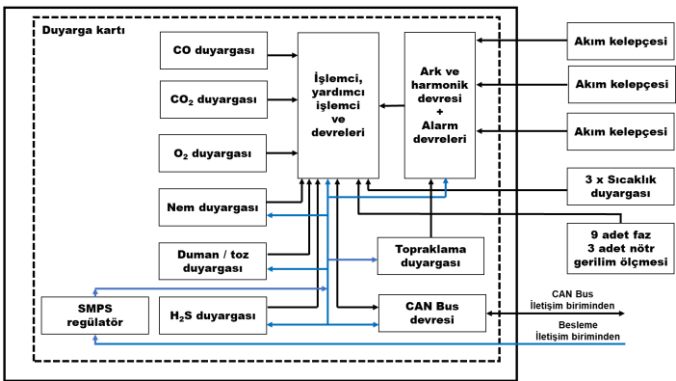 Duyarga kartı
CO duyargası
CO₂ duyargası
O₂ duyargası
Nem duyargası
Duman / toz
duyargası
H₂S duyargası
SMPS
regülatör
İşlemci,
yardımcı
işlemci
ve
devreleri
Ark ve
harmonik
devresi
+
Alarm
devreleri
Topraklama
duyargası
CAN Bus
devresi
Akım kelepçesi
Akım kelepçesi
Akım kelepçesi
3 x Sıcaklık
duyargası
9 adet faz
3 adet nötr
gerilim ölçmesi
CAN Bus
İletişim biriminden
Besleme
İletişim biriminden